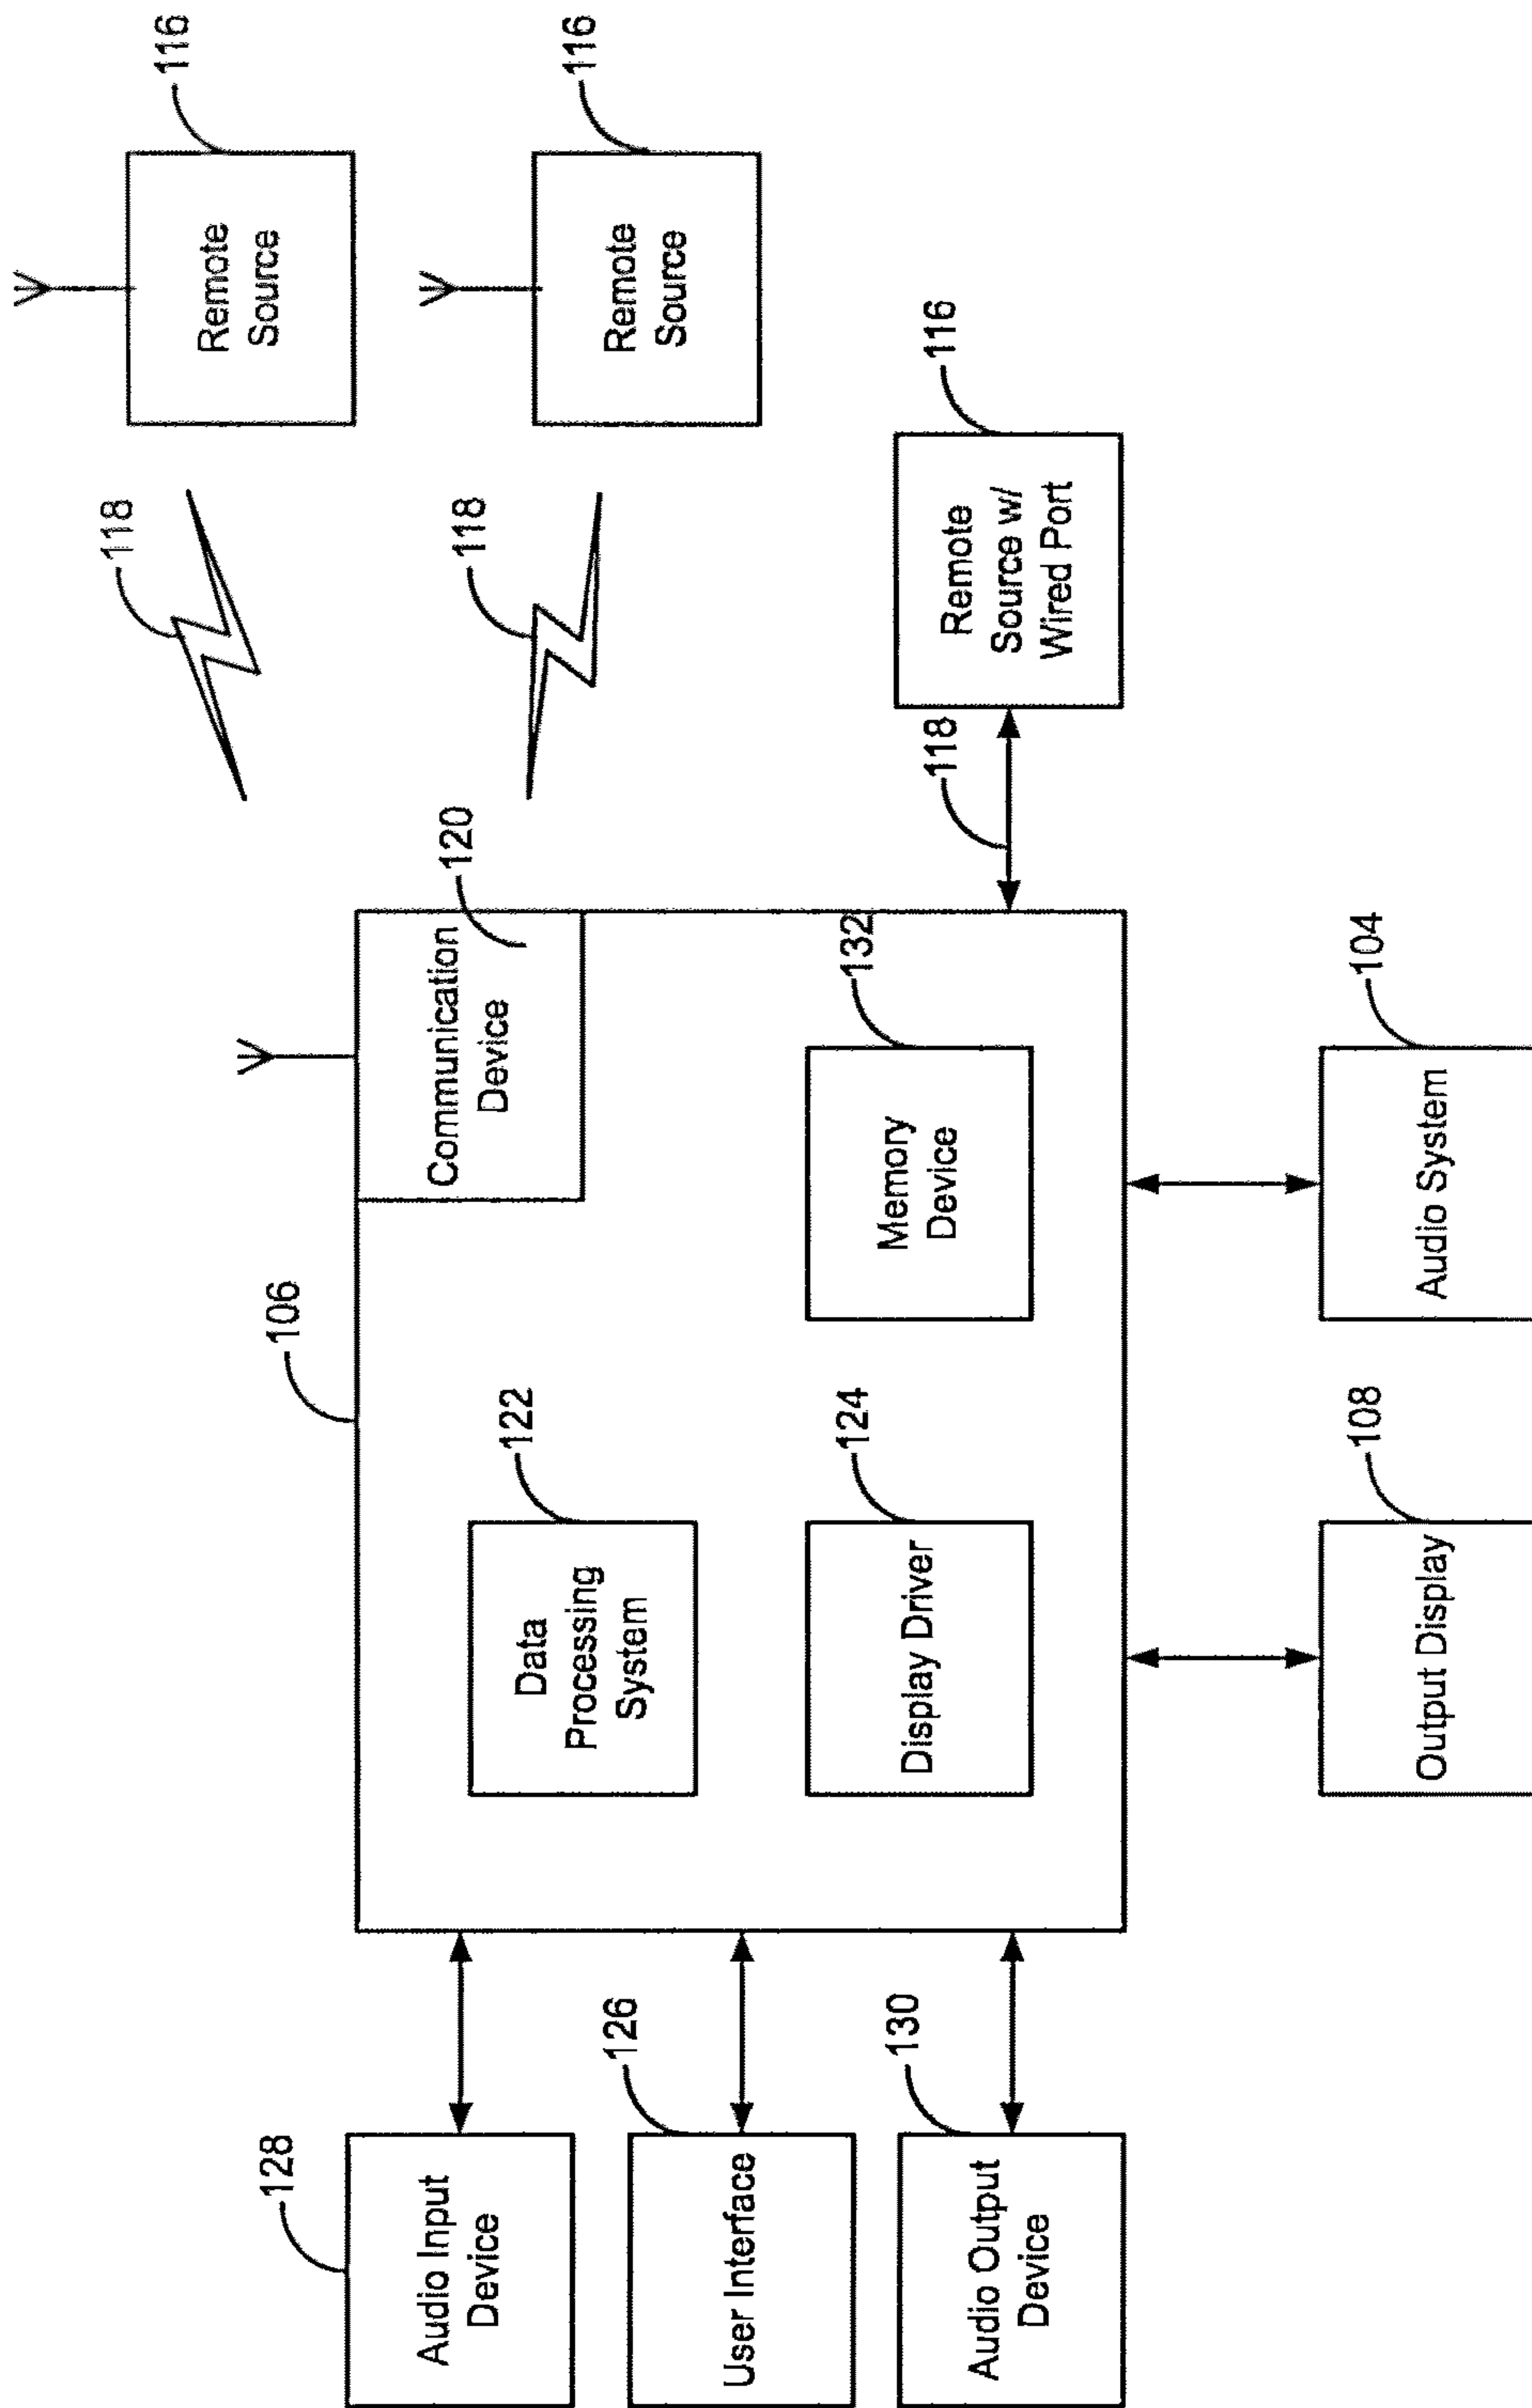 116
Remote
Source
118
116
Remote
Source
118
106
Communication
Device
120
116
Remote
Source w/
Wired Port
118
128
Audio Input
Device
122
Data
Processing
System
126
User Interface
124
Display Driver
132
Memory
Device
130
Audio Output
Device
108
Output Display
104
Audio System